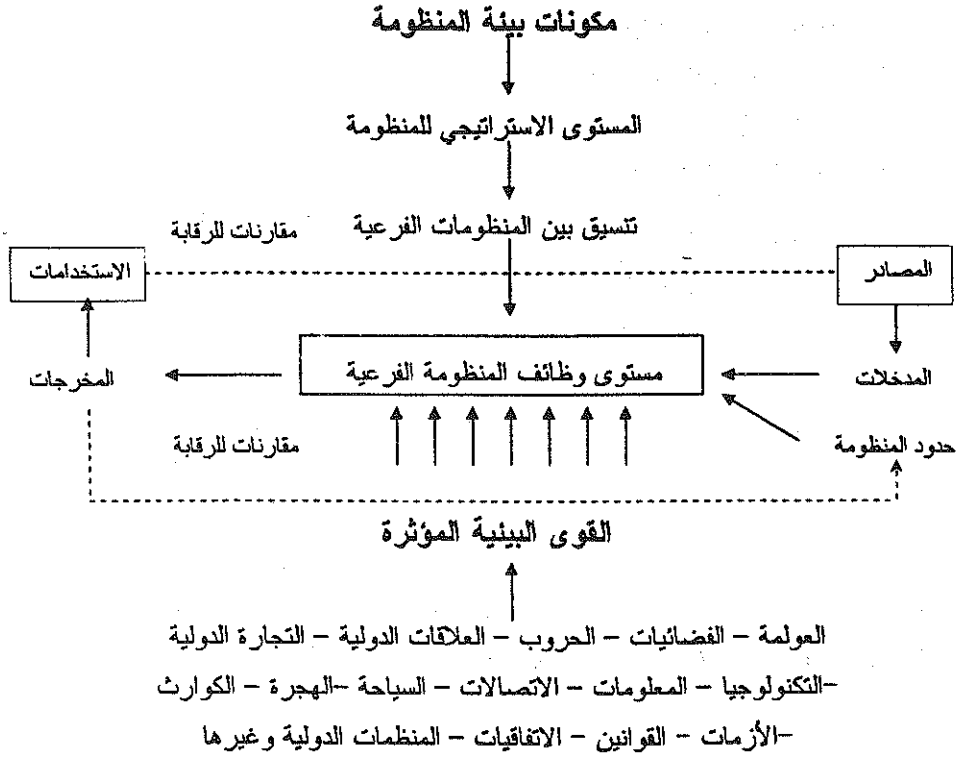 مكونات بيئة المنظومة
المستوى الاستراتيجي للمنظومة
تنسيق بين المنظومات الفرعية
مقارنات للرقابة
المصادر
الاستخدامات
المدخلات
مستوى وظائف المنظومة الفرعية
المخرجات
حدود المنظومة
مقارنات للرقابة
القوى البيئية المؤثرة
العولمة – الفضائيات – الحروب – العلاقات الدولية – التجارة الدولية
–التكنولوجيا – المعلومات – الاتصالات – السياحة –الهجرة – الكوارث
–الأزمات – القوانين – الاتفاقيات – المنظمات الدولية وغيرها